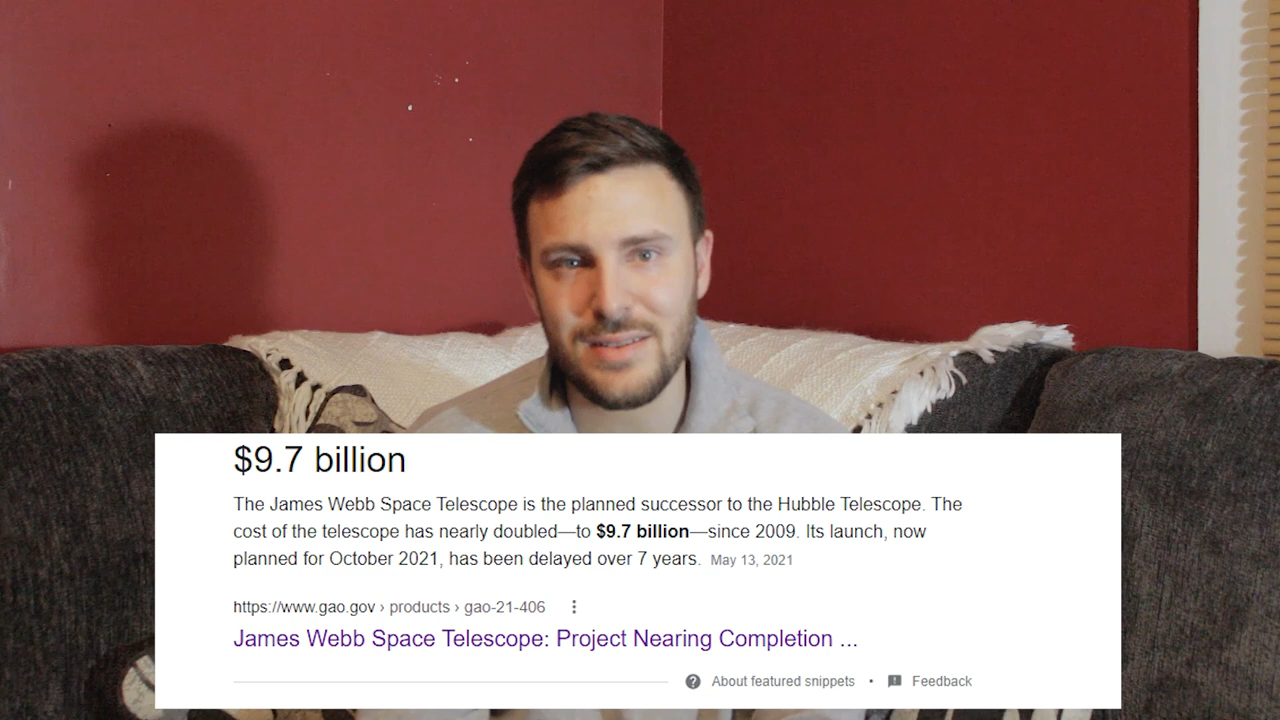 $9.7 billion
The James Webb Space Telescope is the planned successor to the Hubble Telescope. The
cost of the telescope has nearly doubled—to $9.7 billion—since 2009. Its launch, now
planned for October 2021, has been delayed over 7 years. May 13, 2021
https://www.gao.gov › products › gao-21-406
James Webb Space Telescope: Project Nearing Completion ...
About featured snippets • Feedback